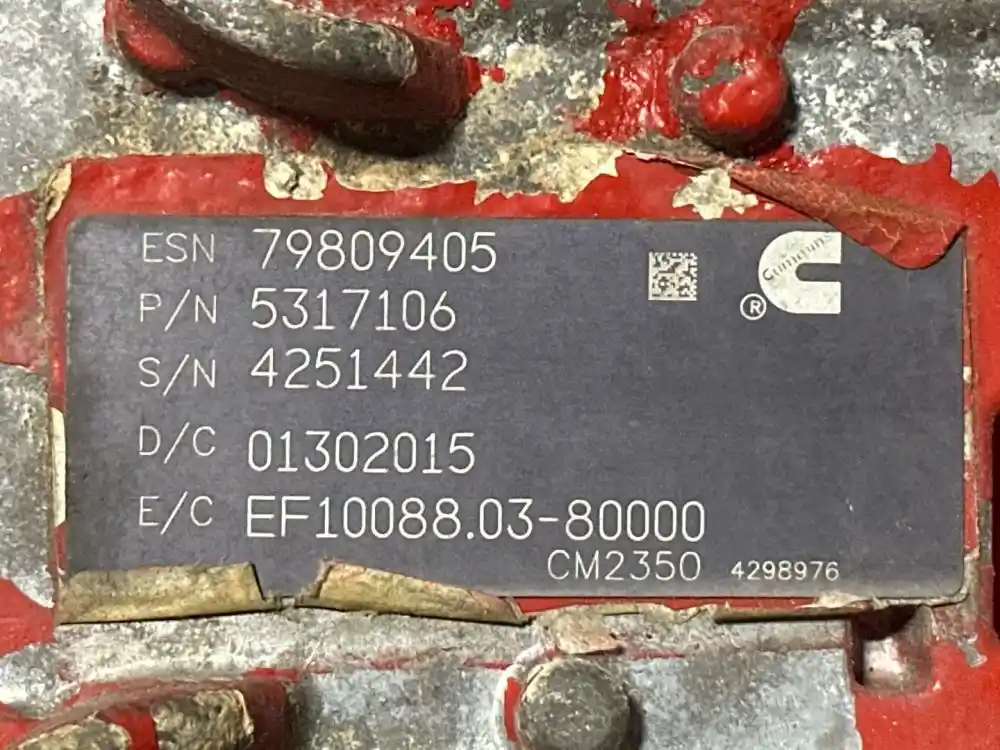 ESN 79809405
Cummins
®
P/N 5317106
S/N 4251442
D/C 01302015
E/C EF10088.03-80000
CM2350 4298976